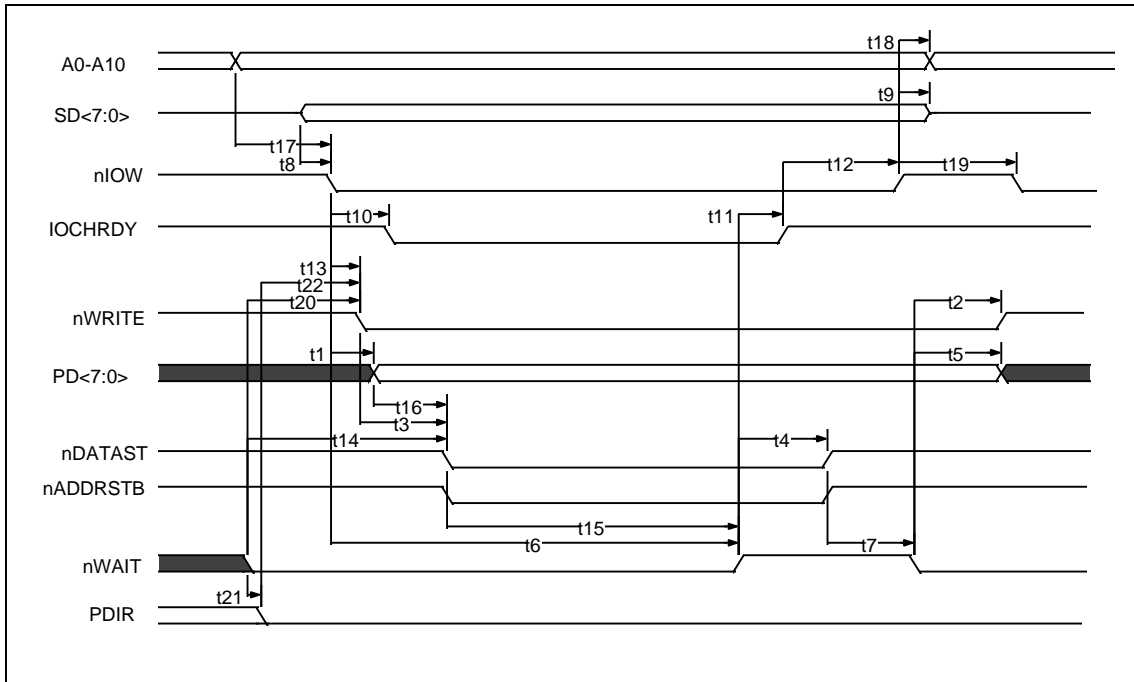 t18
A0-A10
t9
SD<7:0>
t17
t8
t12
t19
nIOW
t10
t11
IOCHRDY
t13
t22
t20
t2
nWRITE
t1
t5
PD<7:0>
t16
t3
t14
t4
nDATAST
nADDRSTB
t15
t6
t7
nWAIT
t21
PDIR